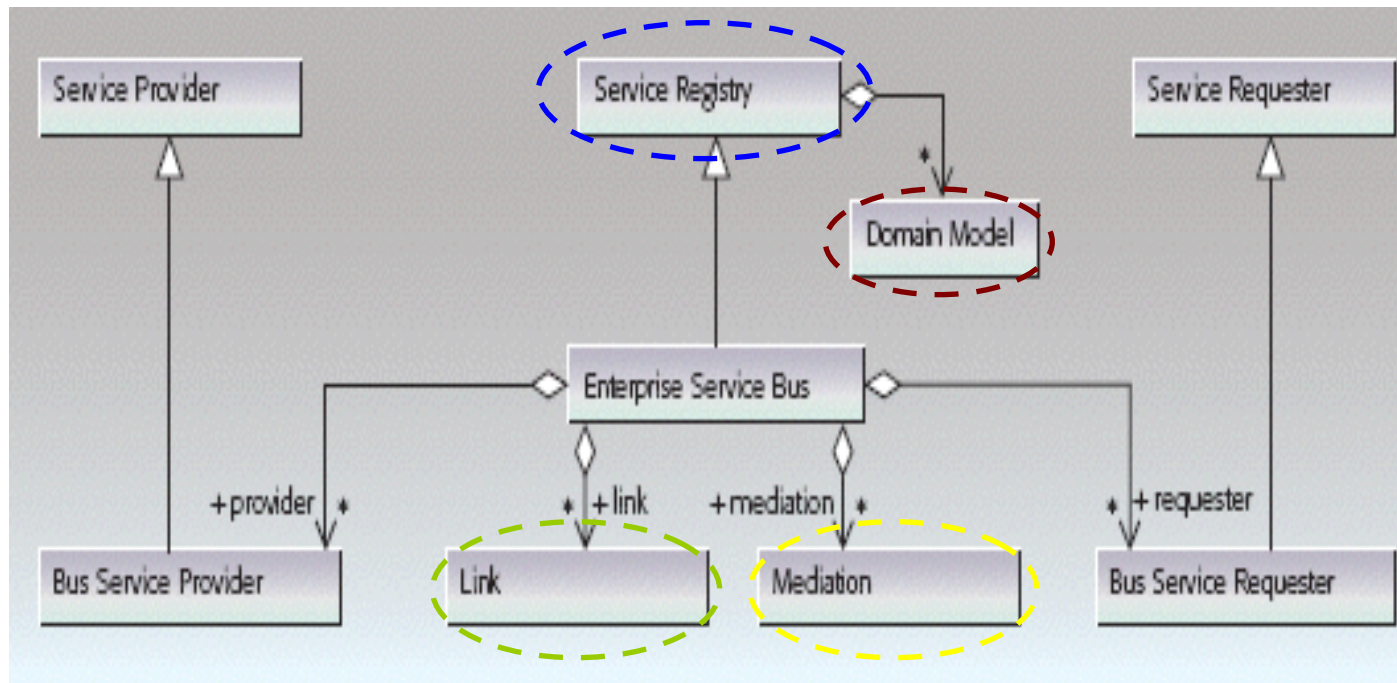 Service Provider
Service Registry
Service Requester
*
Domain Model
Enterprise Service Bus
+ provider *
* + link
+ mediation *
* + requester
Bus Service Provider
Link
Mediation
Bus Service Requester